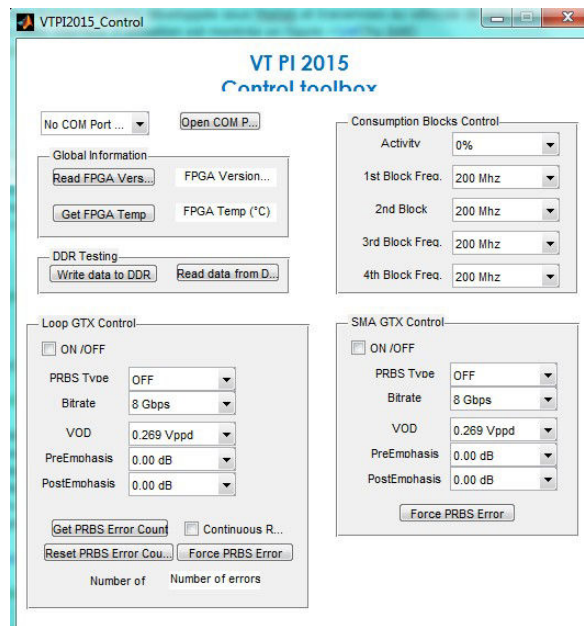 VTPI2015_Control
VT PI 2015
Control toolbox
No COM Port ...
Open COM P...
Global Information
Read FPGA Vers...
FPGA Version...
Get FPGA Temp
FPGA Temp (°C)
DDR Testing
Write data to DDR
Read data from D...
Consumption Blocks Control
Activity
0%
1st Block Freq.
200 Mhz
2nd Block
200 Mhz
3rd Block Freq.
200 Mhz
4th Block Freq.
200 Mhz
Loop GTX Control
ON /OFF
PRBS Type
OFF
Bitrate
8 Gbps
VOD
0.269 Vppd
PreEmphasis
0.00 dB
PostEmphasis
0.00 dB
Get PRBS Error Count
Continuous R...
Reset PRBS Error Cou...
Force PRBS Error
Number of
Number of errors
SMA GTX Control
ON /OFF
PRBS Type
OFF
Bitrate
8 Gbps
VOD
0.269 Vppd
PreEmphasis
0.00 dB
PostEmphasis
0.00 dB
Force PRBS Error